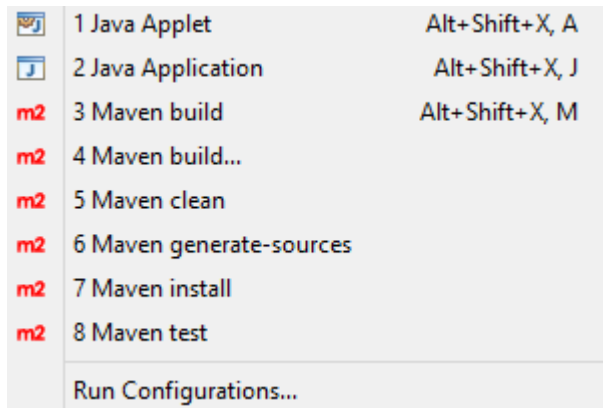 1 Java Applet Alt+Shift+X, A
J 2 Java Application Alt+Shift+X, J
m2 3 Maven build Alt+Shift+X, M
m2 4 Maven build...
m2 5 Maven clean
m2 6 Maven generate-sources
m2 7 Maven install
m2 8 Maven test
Run Configurations...